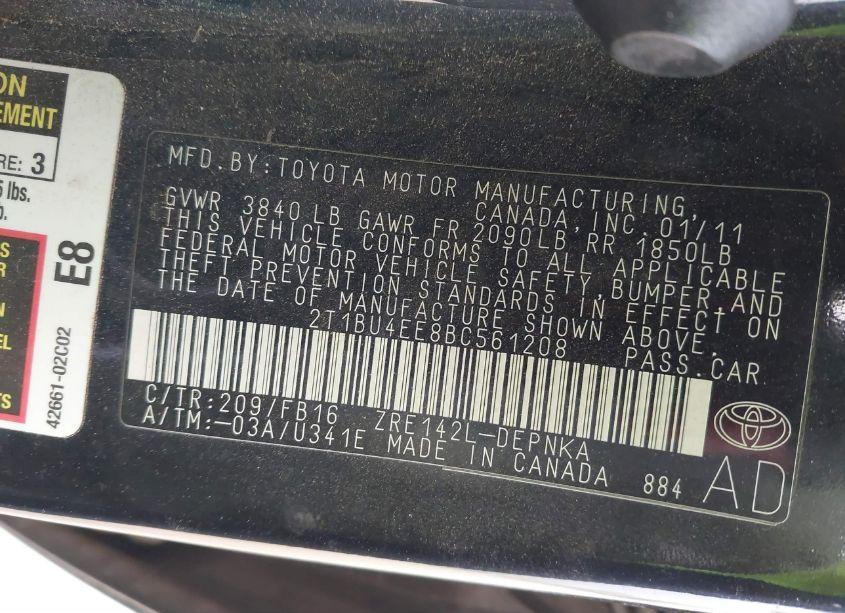 ON
EMENT
RE: 3
5 lbs.
S
R
N
EL
TS
E8
42661-02C02
MFD. BY: TOYOTA MOTOR MANUFACTURING,
CANADA, INC. 01/11
GVWR 3840 LB GAWR FR 2090LB RR 1850LB
THIS VEHICLE CONFORMS TO ALL APPLICABLE
FEDERAL MOTOR VEHICLE SAFETY, BUMPER AND
THEFT PREVENTION STANDARDS IN EFFECT ON
THE DATE OF MANUFACTURE SHOWN ABOVE.
2T1BU4EE8BC561208 PASS. CAR
C/TR: 209/FB16 ZRE142L-DEPNKA
A/TM: -03A/U341E MADE IN CANADA 884
AD